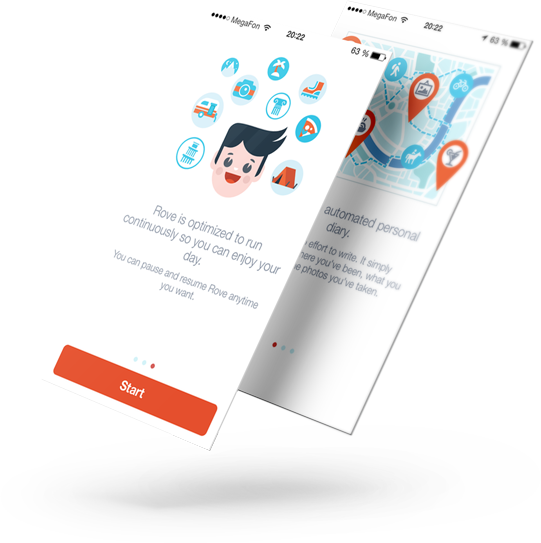 MegaFon
20:22
63 %
Rove is optimized to run
continuously so you can enjoy your
day.
You can pause and resume Rove anytime
you want.
Start
MegaFon
20:22
63 %
automated personal
diary.
effort to write. It simply
here you've been, what you
photos you've taken.